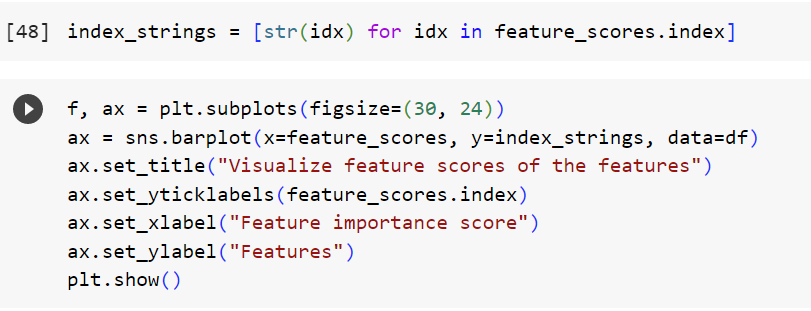 [48] index_strings = [str(idx) for idx in feature_scores.index]
f, ax = plt.subplots(figsize=(30, 24))
ax = sns.barplot(x=feature_scores, y=index_strings, data=df)
ax.set_title("Visualize feature scores of the features")
ax.set_yticklabels(feature_scores.index)
ax.set_xlabel("Feature importance score")
ax.set_ylabel("Features")
plt.show()